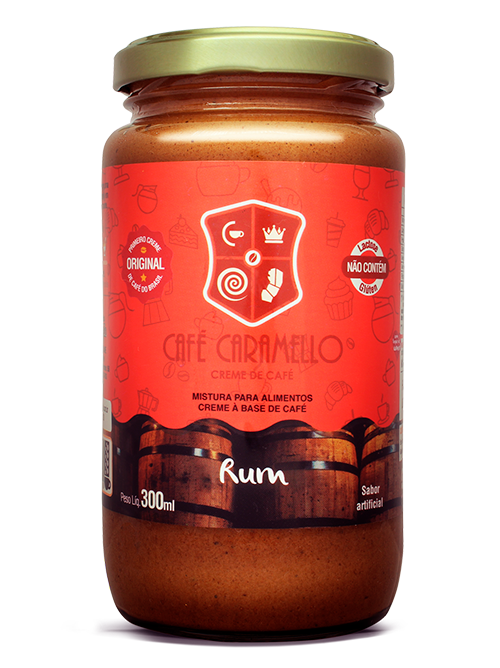 PRIMEIRO CREME
ORIGINAL
DE CAFÉ DO BRASIL
Lactose
NÃO CONTÉM
Glúten
CAFÉ CARAMELLO
CREME DE CAFÉ
MISTURA PARA ALIMENTOS
CREME À BASE DE CAFÉ
Rum
Peso Líq. 300ml
Sabor
artificial